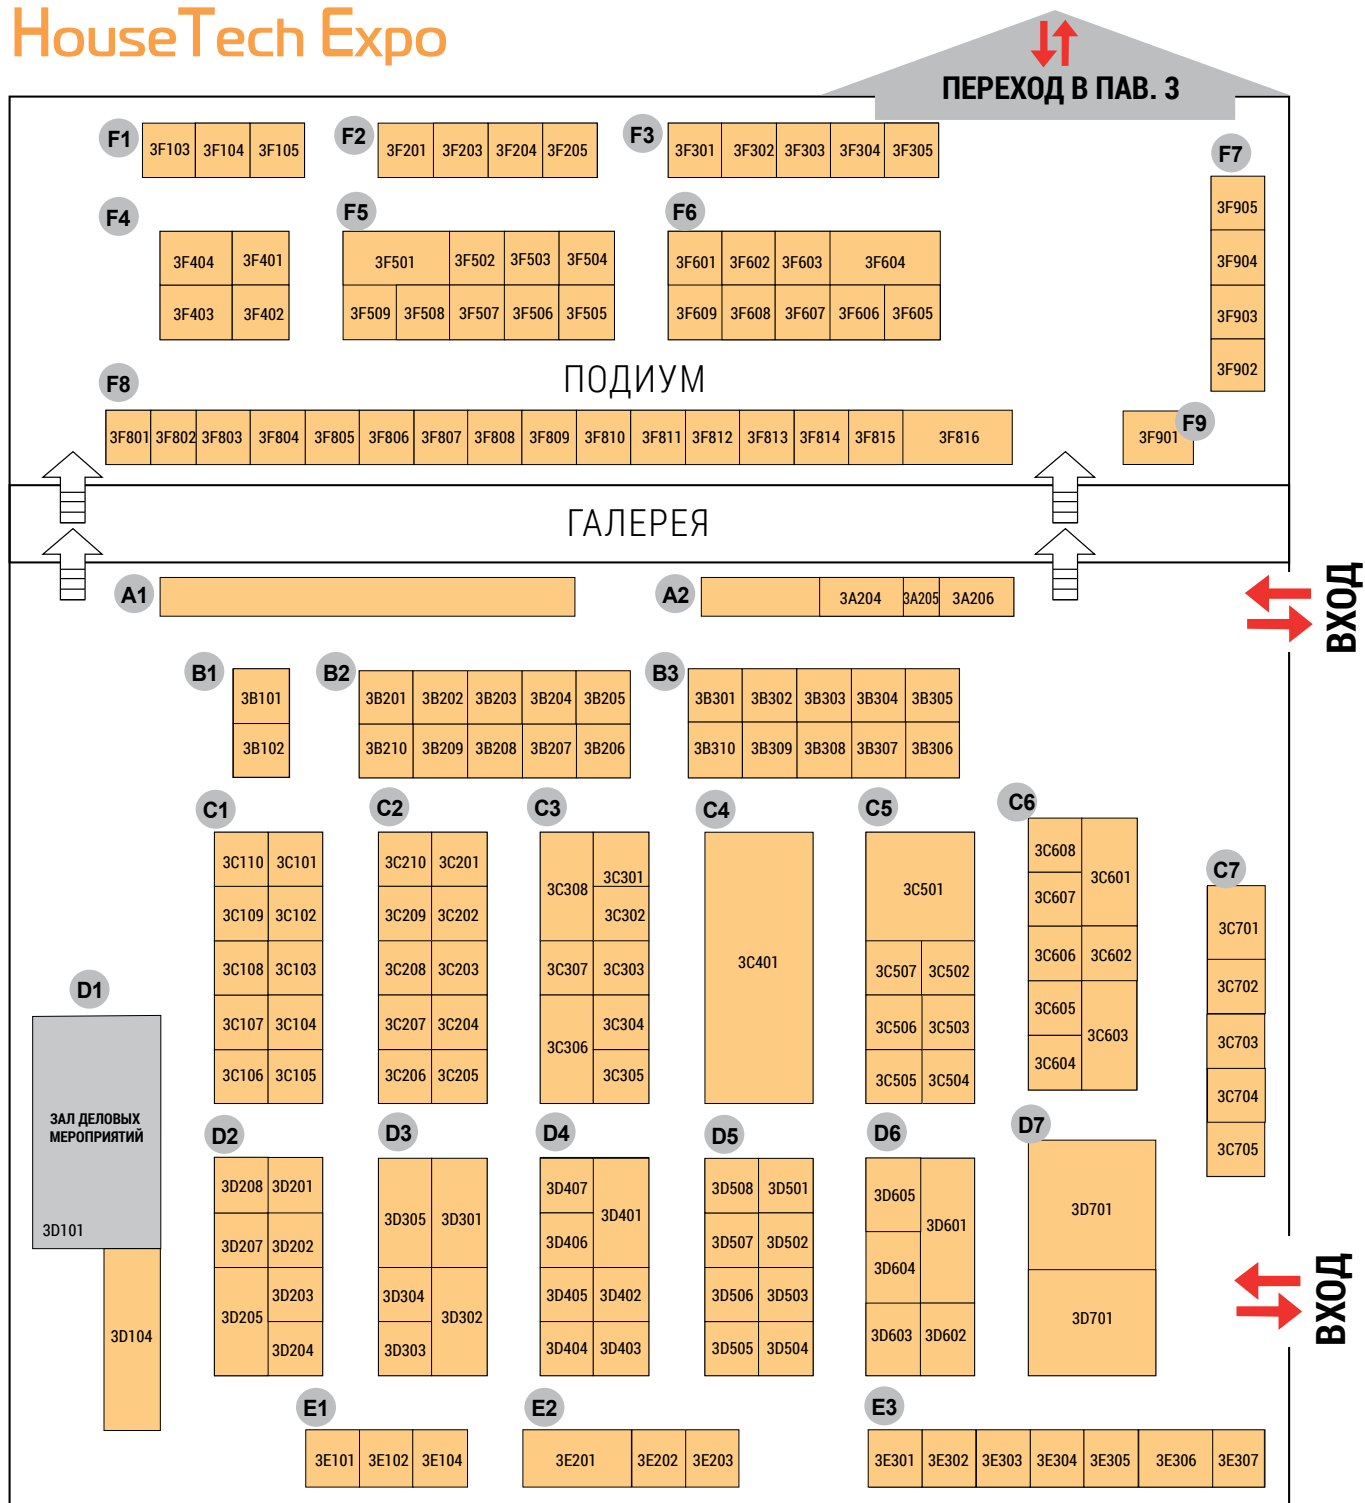 HouseTech Expo
ПЕРЕХОД В ПАВ. 3
F1
3F103 3F104 3F105
F2
3F201 3F203 3F204 3F205
F3
3F301 3F302 3F303 3F304 3F305
F7
3F905
3F904
3F903
3F902
F4
3F404 3F401
3F403 3F402
F5
3F501 3F502 3F503 3F504
3F509 3F508 3F507 3F506 3F505
F6
3F601 3F602 3F603 3F604
3F609 3F608 3F607 3F606 3F605
ПОДИУМ
F8
3F801 3F802 3F803 3F804 3F805 3F806 3F807 3F808 3F809 3F810 3F811 3F812 3F813 3F814 3F815 3F816
F9
3F901
ГАЛЕРЕЯ
A1
A2
3A204 3A205 3A206
ВХОД
B1
3B101
3B102
B2
3B201 3B202 3B203 3B204 3B205
3B210 3B209 3B208 3B207 3B206
B3
3B301 3B302 3B303 3B304 3B305
3B310 3B309 3B308 3B307 3B306
C1
3C110 3C101
3C109 3C102
3C108 3C103
3C107 3C104
3C106 3C105
C2
3C210 3C201
3C209 3C202
3C208 3C203
3C207 3C204
3C206 3C205
C3
3C308 3C301
3C302
3C307 3C303
3C306 3C304
3C305
C4
3C401
C5
3C501
3C507 3C502
3C506 3C503
3C505 3C504
C6
3C608 3C601
3C607
3C606 3C602
3C605 3C603
3C604
C7
3C701
3C702
3C703
3C704
3C705
D1
ЗАЛ ДЕЛОВЫХ
МЕРОПРИЯТИЙ
3D101
3D104
D2
3D208 3D201
3D207 3D202
3D205 3D203
3D204
D3
3D305 3D301
3D304 3D302
3D303
D4
3D407 3D401
3D406
3D405 3D402
3D404 3D403
D5
3D508 3D501
3D507 3D502
3D506 3D503
3D505 3D504
D6
3D605 3D601
3D604
3D603 3D602
D7
3D701
3D701
ВХОД
E1
3E101 3E102 3E104
E2
3E201 3E202 3E203
E3
3E301 3E302 3E303 3E304 3E305 3E306 3E307